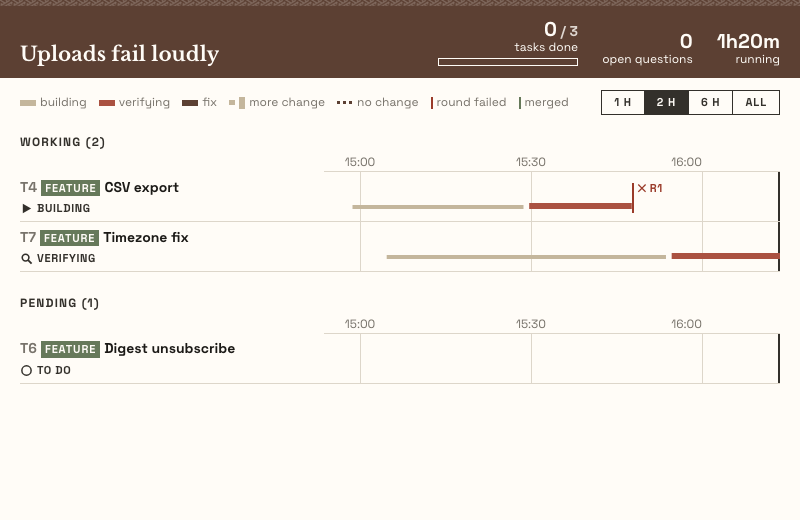 Uploads fail loudly
0 / 3
tasks done
0
open questions
1h20m
running
building verifying fix more change no change round failed merged
1 H 2 H 6 H ALL
WORKING (2)
15:00 15:30 16:00
T4 FEATURE CSV export
R1
BUILDING
T7 FEATURE Timezone fix
VERIFYING
PENDING (1)
15:00 15:30 16:00
T6 FEATURE Digest unsubscribe
TO DO